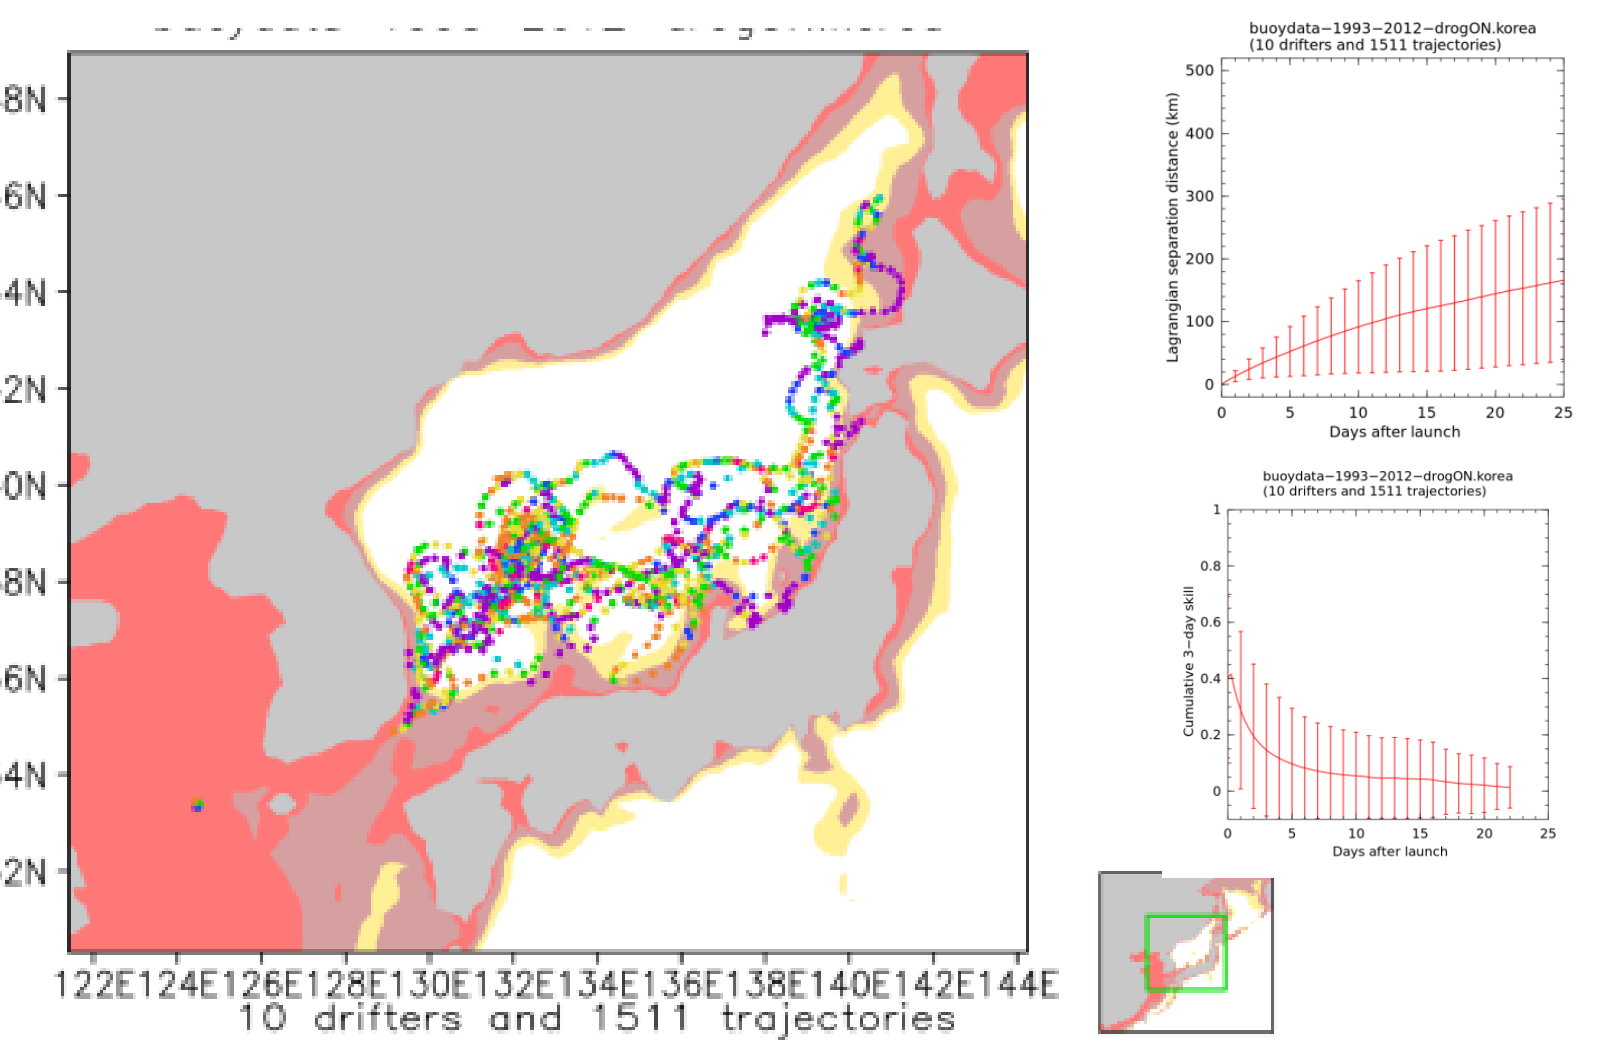 8N
6N
4N
2N
0N
8N
6N
4N
2N
122E124E126E128E130E132E134E136E138E140E142E144E
10 drifters and 1511 trajectories
buoydata−1993−2012−drogON.korea
(10 drifters and 1511 trajectories)
Lagrangian separation distance (km)
500
400
300
200
100
0
0 5 10 15 20 25
Days after launch
buoydata−1993−2012−drogON.korea
(10 drifters and 1511 trajectories)
Cumulative 3−day skill
1
0.8
0.6
0.4
0.2
0
0 5 10 15 20 25
Days after launch